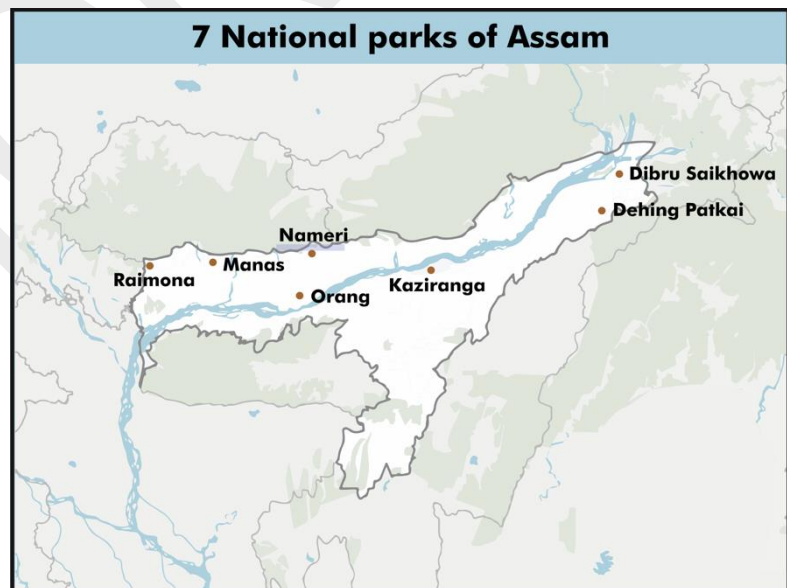 7 National parks of Assam
Dibru Saikhowa
Dehing Patkai
Nameri
Manas
Raimona
Kaziranga
Orang